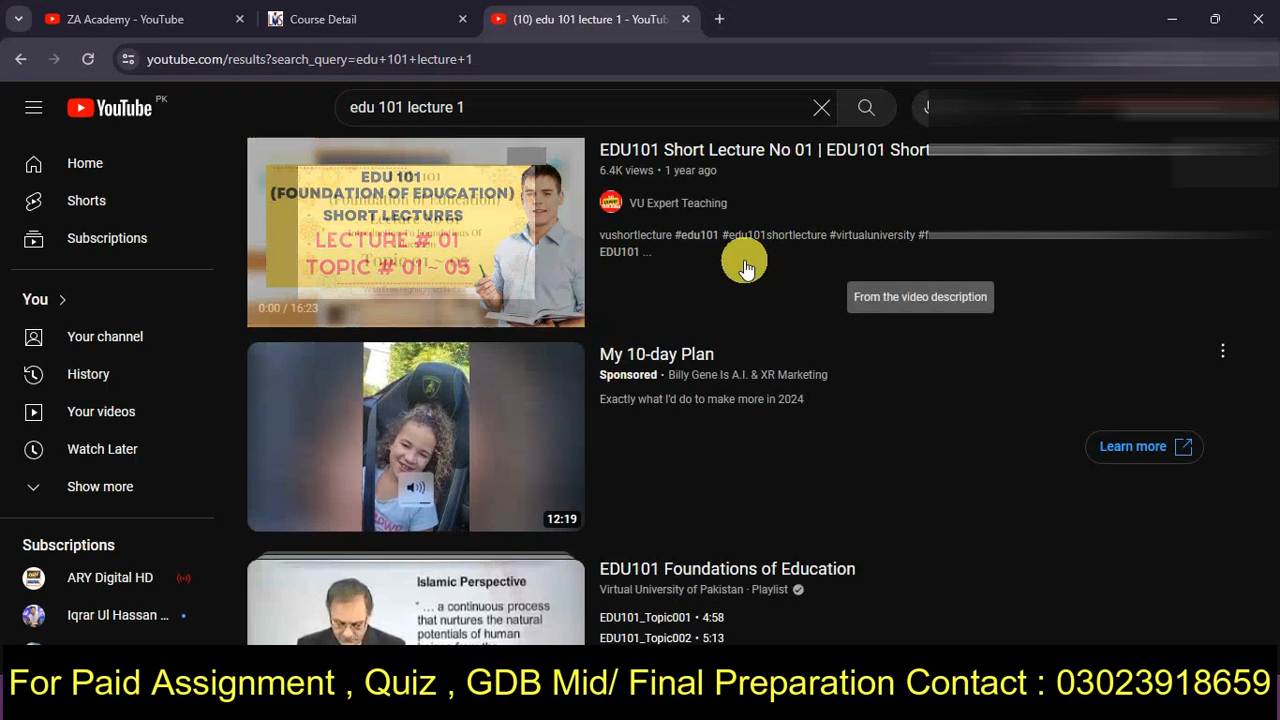 ZA Academy - YouTube
Course Detail
(10) edu 101 lecture 1 - YouTub
youtube.com/results?search_query=edu+101+lecture+1
YouTube PK
edu 101 lecture 1
Home
Shorts
Subscriptions
You
Your channel
History
Your videos
Watch Later
Show more
Subscriptions
ARY Digital HD
Iqrar Ul Hassan ...
EDU 101
(FOUNDATION OF EDUCATION)
SHORT LECTURES
LECTURE # 01
TOPIC # 01 ~ 05
0:00 / 16:23
EDU101 Short Lecture No 01 | EDU101 Short
6.4K views • 1 year ago
VU Expert Teaching
vushortlecture #edu101 #edu101shortlecture #virtualuniversity
EDU101 ...
From the video description
12:19
My 10-day Plan
Sponsored • Billy Gene Is A.I. & XR Marketing
Exactly what I'd do to make more in 2024
Learn more
Islamic Perspective
" ... a continuous process
that nurtures the natural
potentials of human
EDU101 Foundations of Education
Virtual University of Pakistan · Playlist
EDU101_Topic001 • 4:58
EDU101_Topic002 • 5:13
For Paid Assignment , Quiz , GDB Mid/ Final Preparation Contact : 03023918659